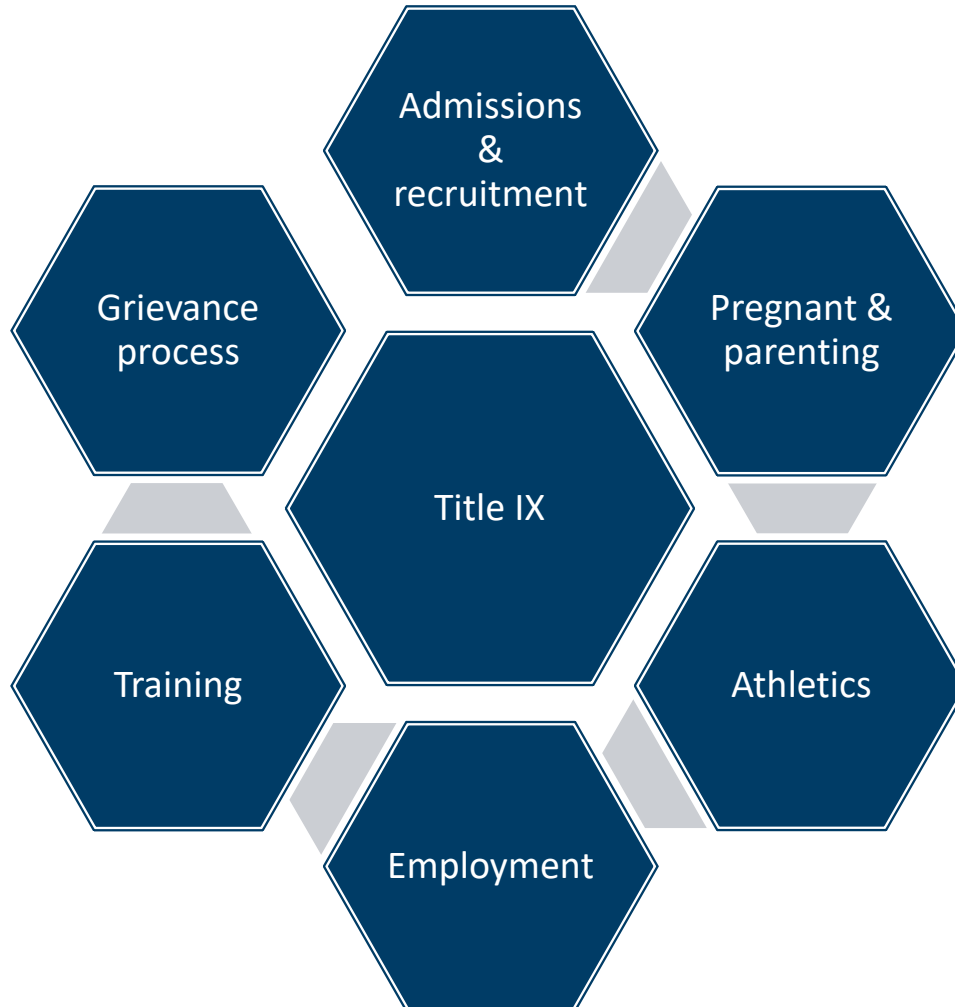 Admissions
&
recruitment
Pregnant &
parenting
Grievance
process
Title IX
Training
Athletics
Employment